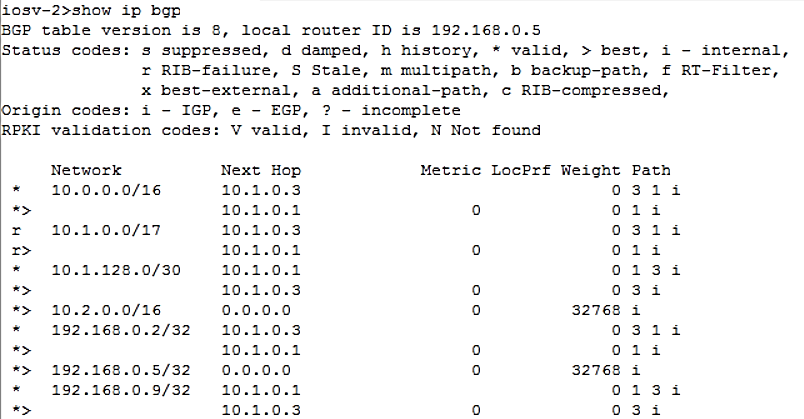 iosv-2>show ip bgp
BGP table version is 8, local router ID is 192.168.0.5
Status codes: s suppressed, d damped, h history, * valid, > best, i - internal,
              r RIB-failure, S Stale, m multipath, b backup-path, f RT-Filter,
              x best-external, a additional-path, c RIB-compressed,
Origin codes: i - IGP, e - EGP, ? - incomplete
RPKI validation codes: V valid, I invalid, N Not found
     Network          Next Hop            Metric LocPrf Weight Path
 *   10.0.0.0/16      10.1.0.3                               0 3 1 i
 *>                   10.1.0.1                 0             0 1 i
 r   10.1.0.0/17      10.1.0.3                               0 3 1 i
 r>                   10.1.0.1                 0             0 1 i
 *   10.1.128.0/30    10.1.0.1                               0 1 3 i
 *>                   10.1.0.3                 0             0 3 i
 *>  10.2.0.0/16      0.0.0.0                  0         32768 i
 *   192.168.0.2/32   10.1.0.3                               0 3 1 i
 *>                   10.1.0.1                 0             0 1 i
 *>  192.168.0.5/32   0.0.0.0                  0         32768 i
 *   192.168.0.9/32   10.1.0.1                               0 1 3 i
 *>                   10.1.0.3                 0             0 3 i